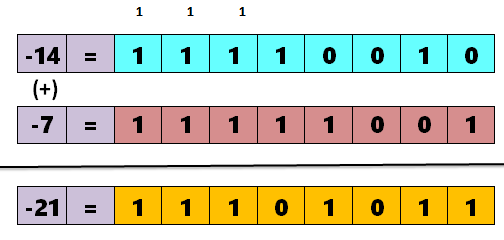 1 1 1
-14 = 1 1 1 1 0 0 1 0
(+)
-7 = 1 1 1 1 1 0 0 1
-21 = 1 1 1 0 1 0 1 1